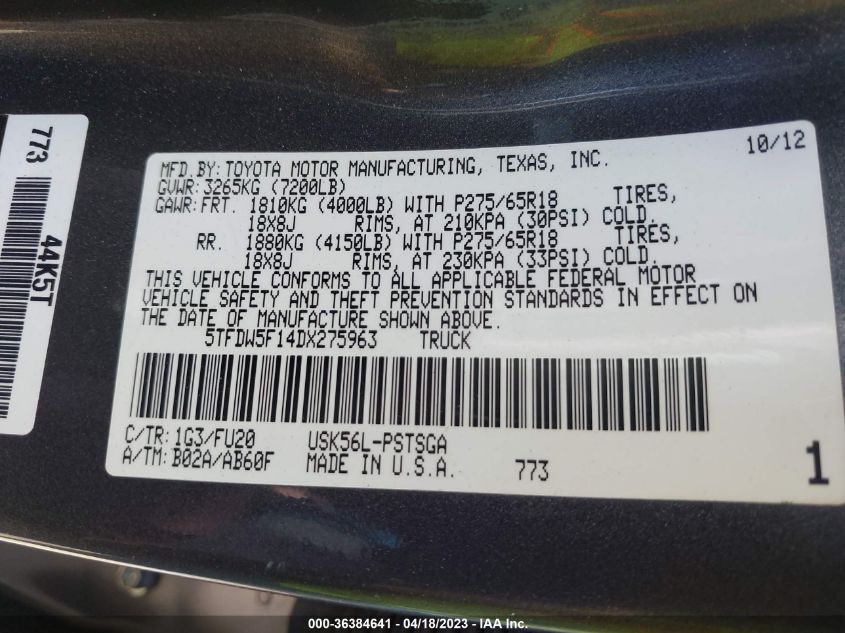 773
44K5T
10/12
MFD.BY:TOYOTA MOTOR MANUFACTURING, TEXAS, INC.
GVWR:3265KG (7200LB)
GAWR:FRT. 1810KG (4000LB) WITH P275/65R18 TIRES,
18X8J RIMS, AT 210KPA (30PSI) COLD.
RR. 1880KG (4150LB) WITH P275/65R18 TIRES,
18X8J RIMS, AT 230KPA (33PSI) COLD.
THIS VEHICLE CONFORMS TO ALL APPLICABLE FEDERAL MOTOR
VEHICLE SAFETY AND THEFT PREVENTION STANDARDS IN EFFECT ON
THE DATE OF MANUFACTURE SHOWN ABOVE.
5TFDW5F14DX275963 TRUCK
C/TR:1G3/FU20 USK56L-PSTSGA
A/TM:B02A/AB60F MADE IN U.S.A. 773
1
000-36384641 - 04/18/2023 - IAA Inc.